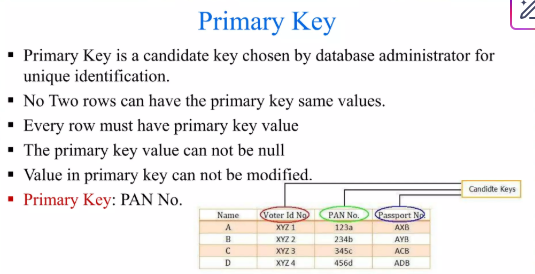 Primary Key
▪ Primary Key is a candidate key chosen by database administrator for
unique identification.
▪ No Two rows can have the primary key same values.
▪ Every row must have primary key value
▪ The primary key value can not be null
▪ Value in primary key can not be modified.
▪ Primary Key: PAN No.
Candidte Keys
Name Voter Id No PAN No. Passport No
A XYZ 1 123a AXB
B XYZ 2 234b AYB
C XYZ 3 345c ACB
D XYZ 4 456d ADB